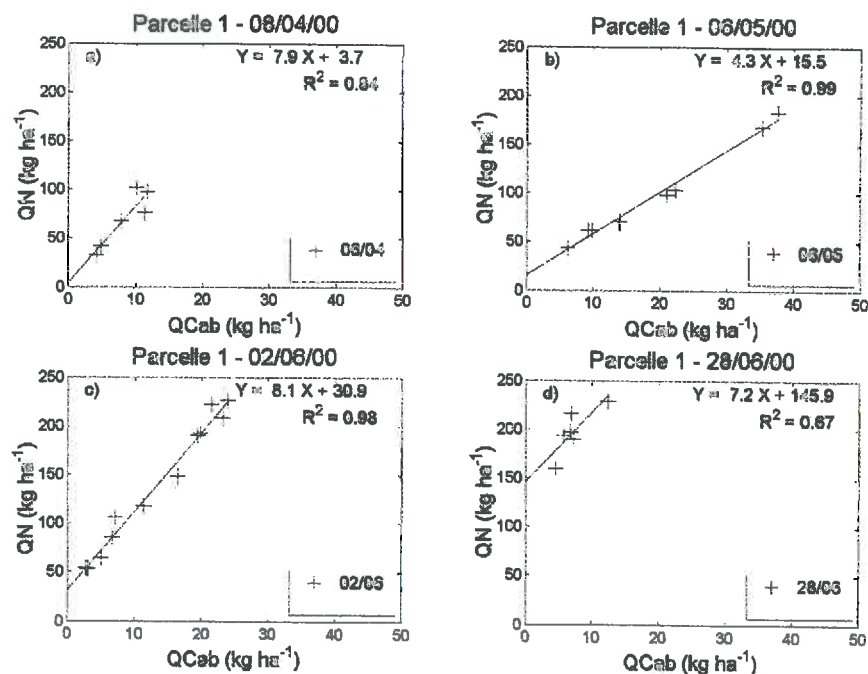 Parcelle 1 - 08/04/00
a)
Y = 7.9 X + 3.7
R² = 0.84
QN (kg ha⁻¹)
250
200
150
100
50
0
0 10 20 30 40 50
QCab (kg ha⁻¹)
Parcelle 1 - 06/05/00
b)
Y = 4.3 X + 15.5
R² = 0.99
QN (kg ha⁻¹)
250
200
150
100
50
0
06/05
0 10 20 30 40 50
QCab (kg ha⁻¹)
Parcelle 1 - 02/06/00
c)
Y = 8.1 X + 30.9
R² = 0.98
QN (kg ha⁻¹)
250
200
150
100
50
0
02/06
0 10 20 30 40 50
QCab (kg ha⁻¹)
Parcelle 1 - 28/06/00
d)
Y = 7.2 X + 145.9
R² = 0.67
QN (kg ha⁻¹)
250
200
150
100
50
0
28/06
0 10 20 30 40 50
QCab (kg ha⁻¹)